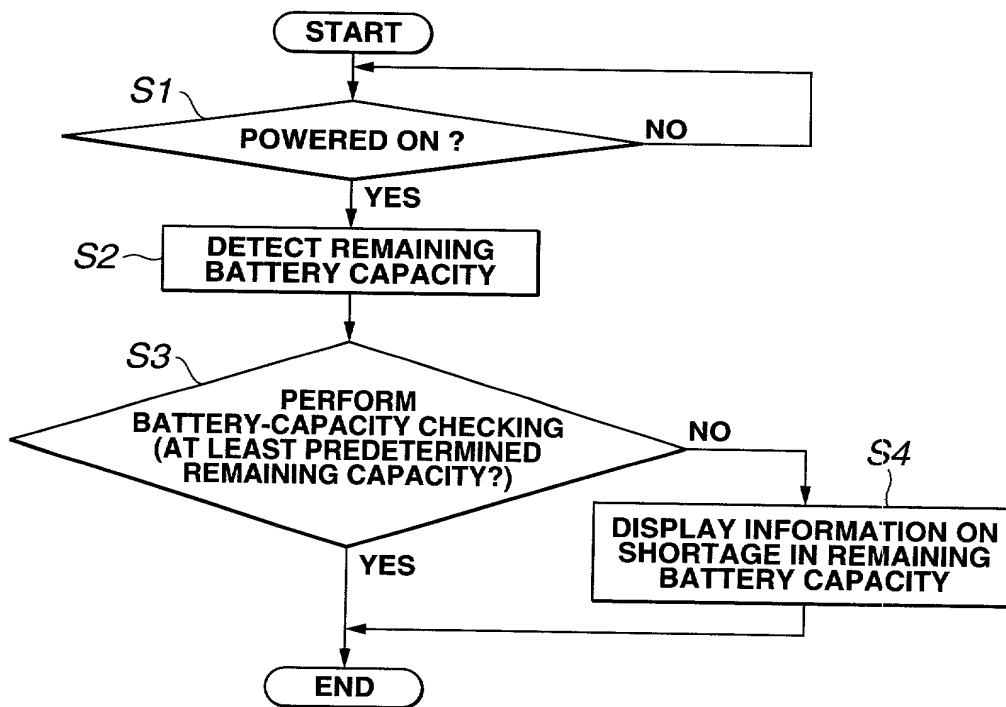 START
S1
POWERED ON ?
NO
YES
S2
DETECT REMAINING
BATTERY CAPACITY
S3
PERFORM
BATTERY-CAPACITY CHECKING
(AT LEAST PREDETERMINED
REMAINING CAPACITY?)
NO
YES
S4
DISPLAY INFORMATION ON
SHORTAGE IN REMAINING
BATTERY CAPACITY
END